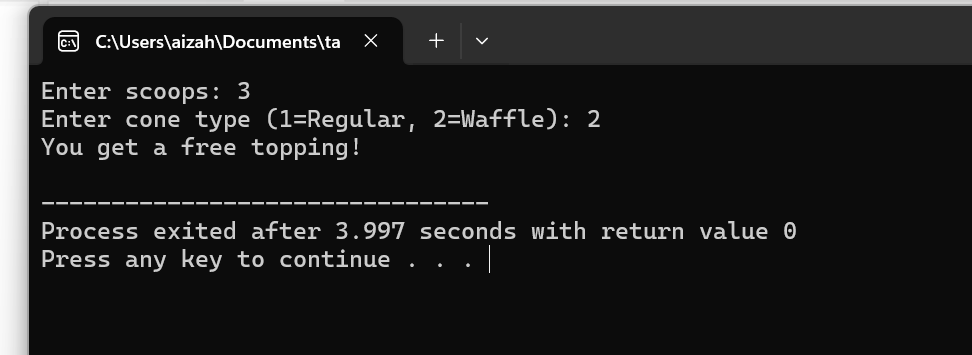 C:\Users\aizah\Documents\ta
Enter scoops: 3
Enter cone type (1=Regular, 2=Waffle): 2
You get a free topping!
--------------------------------
Process exited after 3.997 seconds with return value 0
Press any key to continue . . .